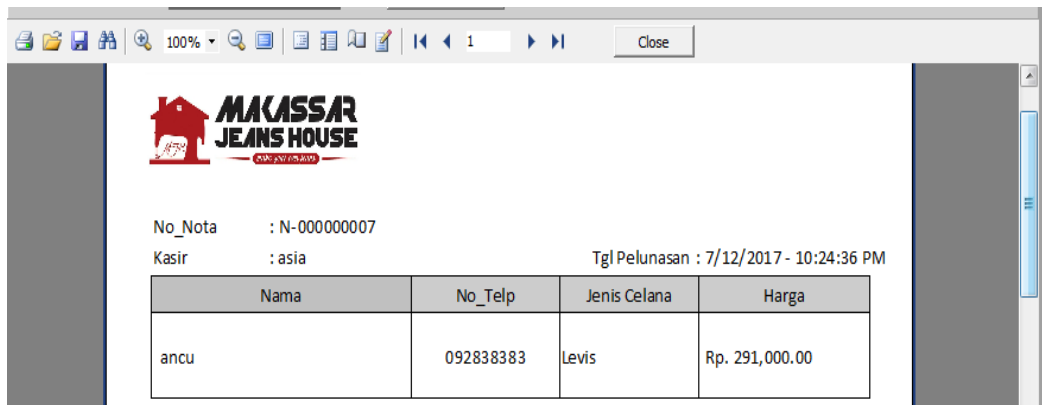 100%
1
Close
MAKASSAR
JEANS HOUSE
No_Nota : N-000000007
Kasir : asia
Tgl Pelunasan : 7/12/2017 - 10:24:36 PM
Nama No_Telp Jenis Celana Harga
ancu 092838383 Levis Rp. 291,000.00